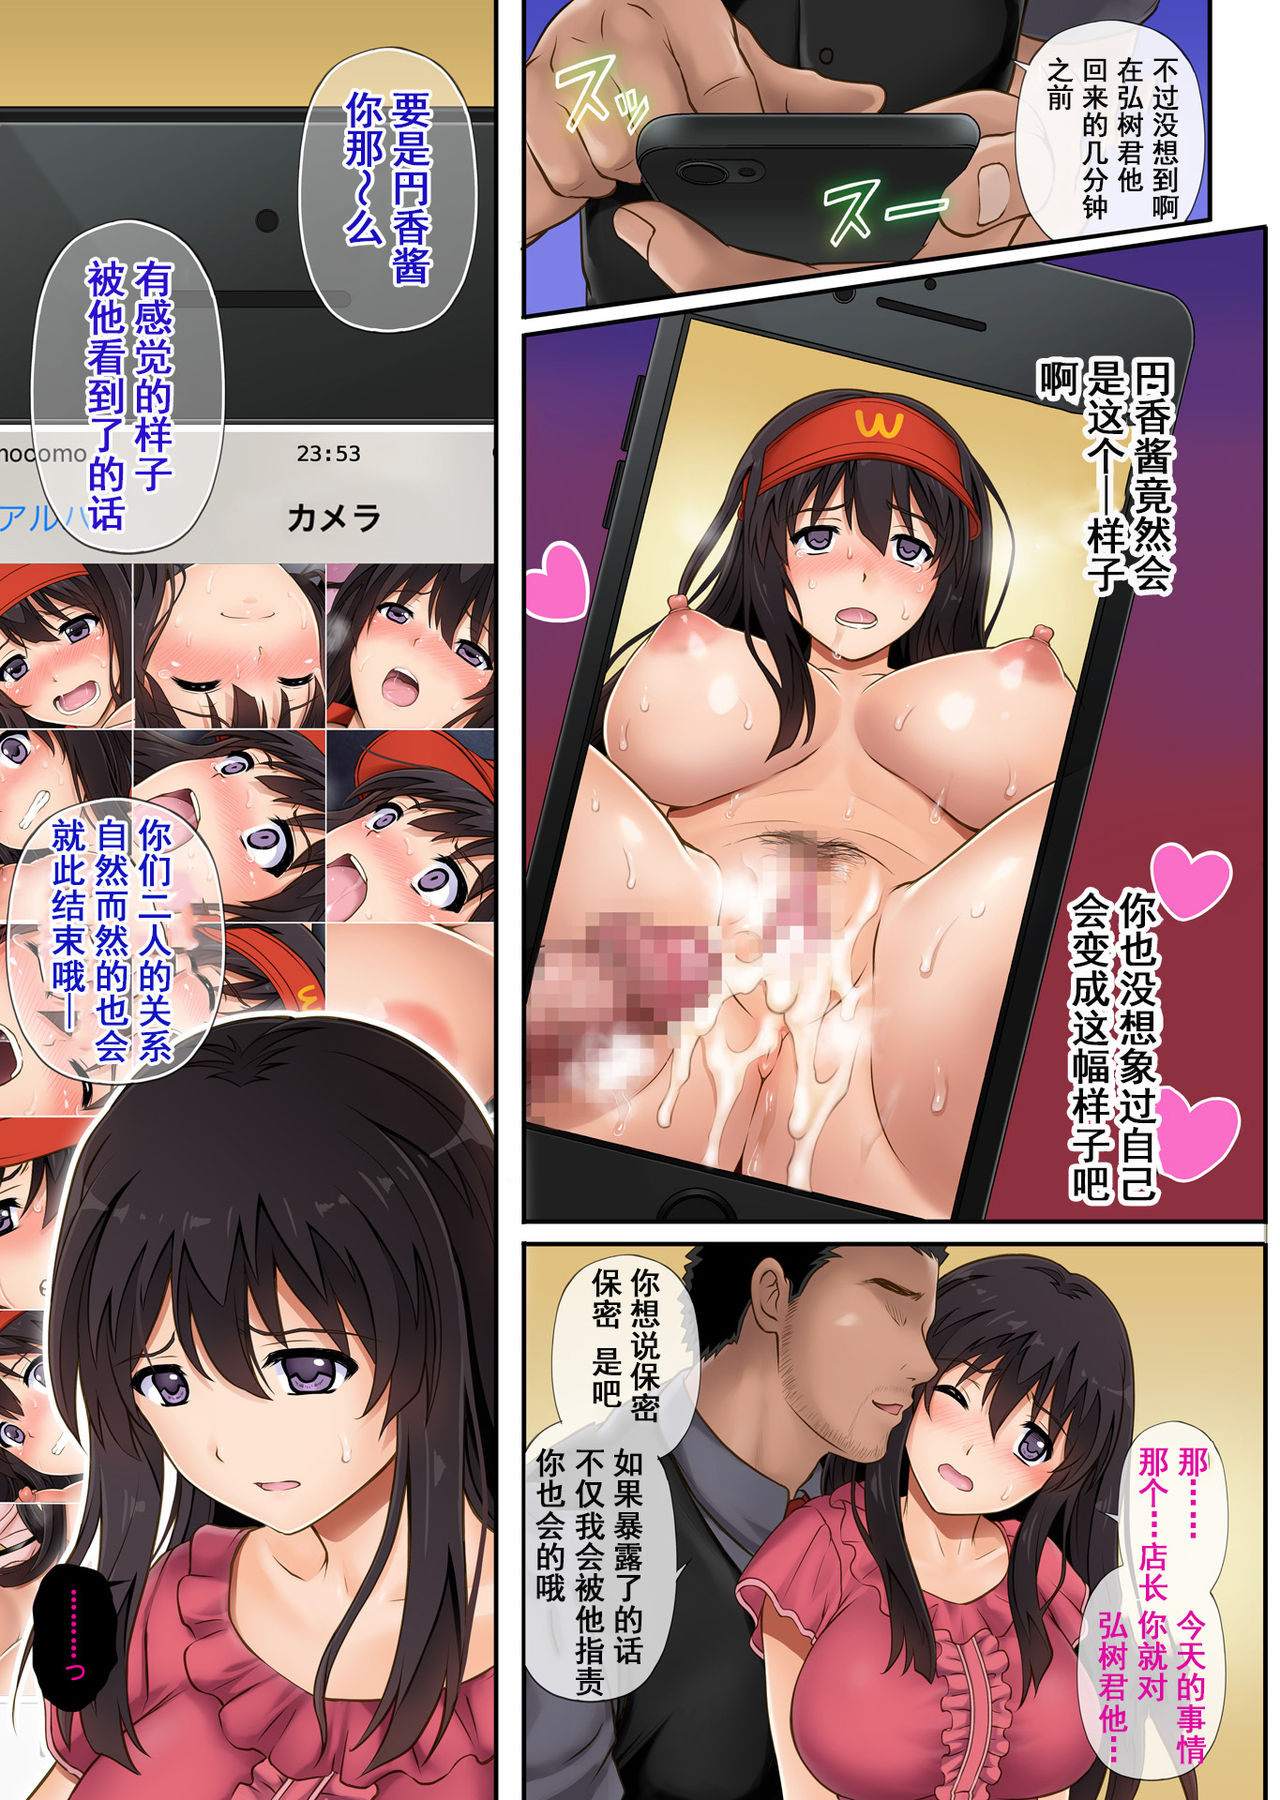 不过没想到啊
在弘树君他
回来的几分钟
之前
スッ
スー
円香酱竟然会
是这个——样子
啊
你也没想象过自己
会变成这幅样子吧
那……
那个…店长
今天的事情
你就对
弘树君他…
你想说保密
保密 是吧
如果暴露了的话
不仅我会被他指责
你也会的哦
要是円香酱
你那~么
有感觉的样子
被他看到了的话
nocomo
23:53
アルバ
カメラ
你们二人的关系
自然而然的也会
就此结束哦—
………っ